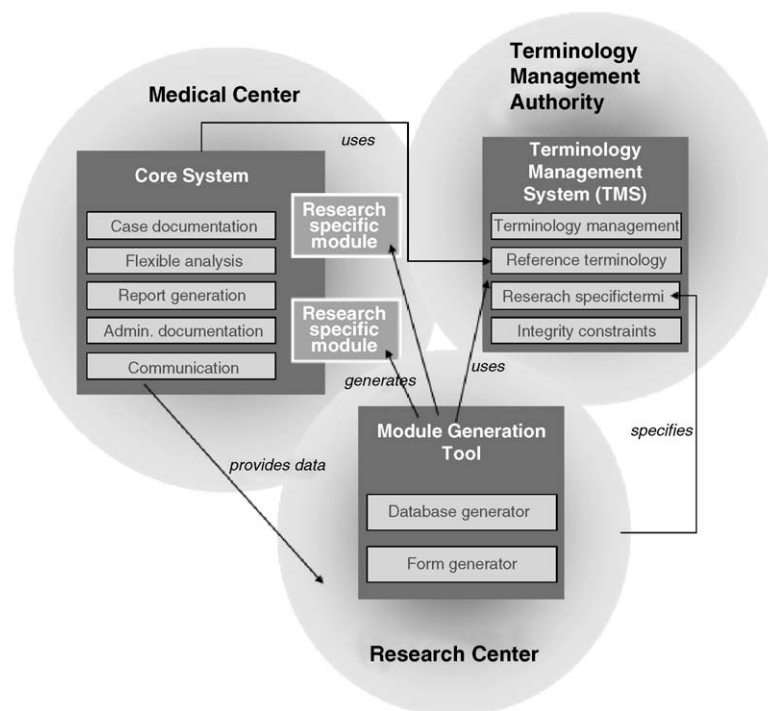 Terminology
Management
Authority
Medical Center
uses
Core System
Case documentation
Flexible analysis
Report generation
Admin. documentation
Communication
Research
specific
module
Research
specific
module
Terminology
Management
System (TMS)
Terminology management
Reference terminology
Reserach specifictermi
Integrity constraints
generates
uses
provides data
specifies
Module Generation
Tool
Database generator
Form generator
Research Center